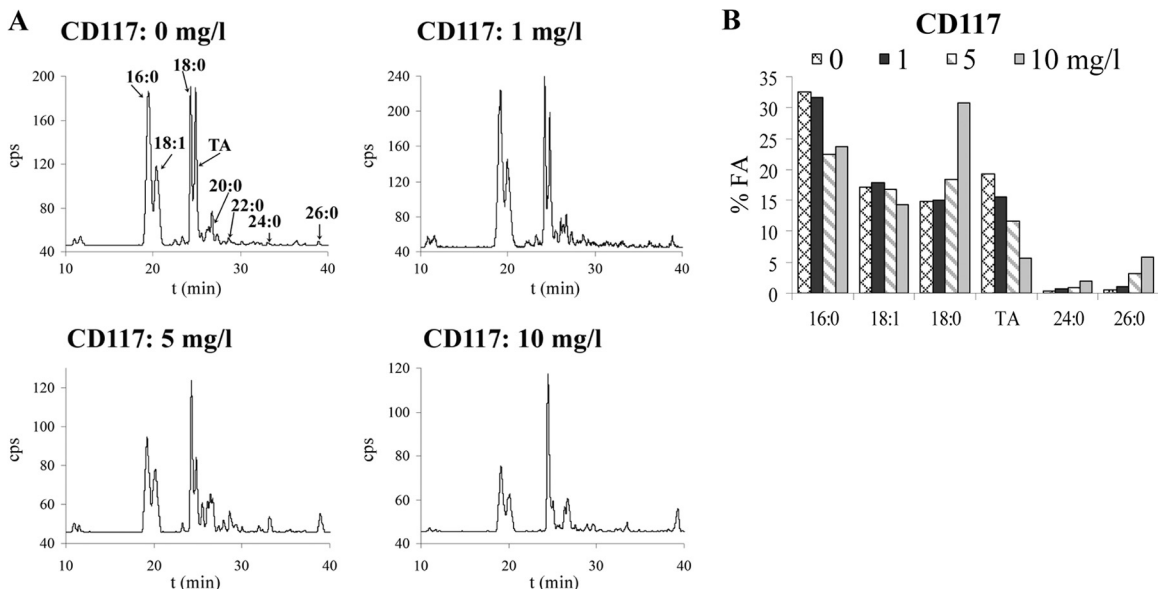 A
CD117: 0 mg/l
200
160
120
80
40
cps
16:0
18:1
18:0
TA
20:0
22:0
24:0
26:0
10 20 30 40
t (min)
CD117: 1 mg/l
240
200
160
120
80
40
cps
10 20 30 40
t (min)
CD117: 5 mg/l
120
100
80
60
40
cps
10 20 30 40
t (min)
CD117: 10 mg/l
120
100
80
60
40
cps
10 20 30 40
t (min)
B
CD117
0 1 5 10 mg/l
35
30
25
20
15
10
5
0
% FA
16:0 18:1 18:0 TA 24:0 26:0